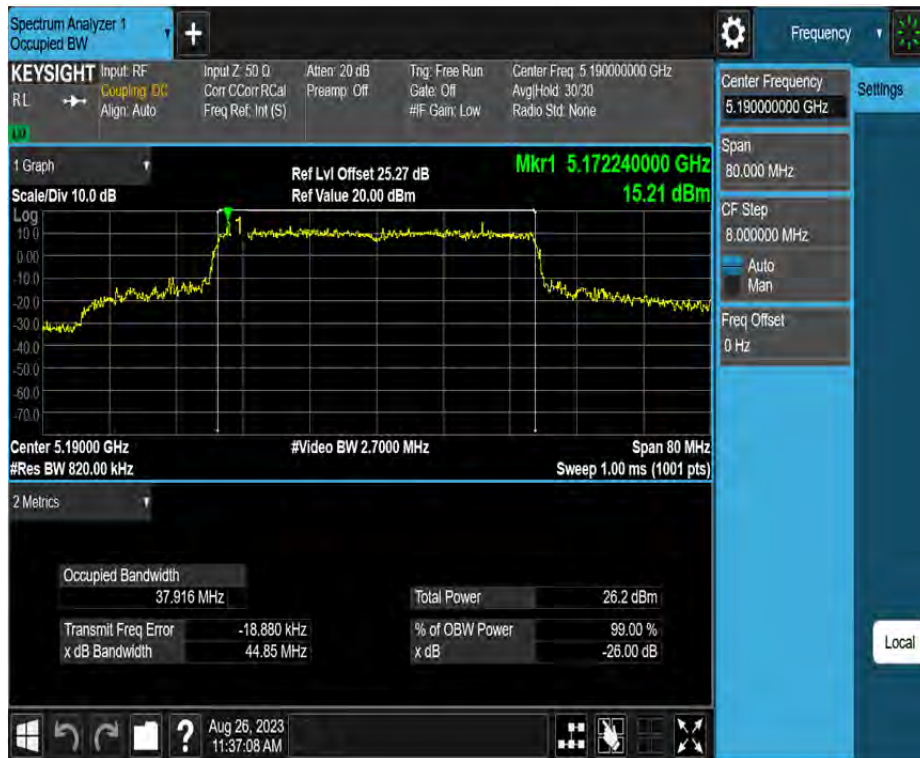 Spectrum Analyzer 1
Occupied BW
+
Frequency
KEYSIGHT
RL
Input: RF
Coupling: DC
Align: Auto
Input Z: 50 Ω
Corr CCorr RCal
Freq Ref: Int (S)
Atten: 20 dB
Preamp: Off
Trig: Free Run
Gate: Off
#IF Gain: Low
Center Freq: 5.190000000 GHz
Avg|Hold: 30/30
Radio Std: None
Center Frequency
5.190000000 GHz
Settings
Span
80.000 MHz
CF Step
8.000000 MHz
Auto
Man
Freq Offset
0 Hz
1 Graph
Scale/Div 10.0 dB
Ref Lvl Offset 25.27 dB
Ref Value 20.00 dBm
Mkr1 5.172240000 GHz
15.21 dBm
Log
10.0
0.00
-10.0
-20.0
-30.0
-40.0
-50.0
-60.0
-70.0
1
Center 5.19000 GHz
#Res BW 820.00 kHz
#Video BW 2.7000 MHz
Span 80 MHz
Sweep 1.00 ms (1001 pts)
2 Metrics
Occupied Bandwidth
37.916 MHz
Transmit Freq Error -18.880 kHz
x dB Bandwidth 44.85 MHz
Total Power 26.2 dBm
% of OBW Power 99.00 %
x dB -26.00 dB
Local
?
Aug 26, 2023
11:37:08 AM